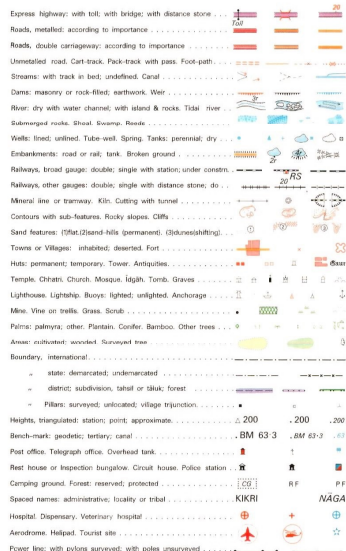 Express highway: with toll; with bridge; with distance stone 20
Toll
Roads, metalled: according to importance
Roads, double carriageway: according to importance
Unmetalled road. Cart-track. Pack-track with pass. Foot-path
Streams: with track in bed; undefined. Canal
Dams: masonry or rock-filled; earthwork. Weir
River: dry with water channel; with island & rocks. Tidal river
Submerged rocks. Shoal. Swamp. Reeds
Wells: lined; unlined. Tube-well. Spring. Tanks: perennial; dry
Embankments: road or rail; tank. Broken ground
Railways, broad gauge: double; single with station; under constrn. RS
Railways, other gauges: double; single with distance stone; do 20
Mineral line or tramway. Kiln. Cutting with tunnel
Contours with sub-features. Rocky slopes. Cliffs
Sand features: (1)flat.(2)sand-hills (permanent). (3)dunes(shifting).
Towns or Villages: inhabited; deserted. Fort
Huts: permanent; temporary. Tower. Antiquities
Temple. Chhatri. Church. Mosque. Īdgāh. Tomb. Graves
Lighthouse. Lightship. Buoys: lighted; unlighted. Anchorage
Mine. Vine on trellis. Grass. Scrub
Palms: palmyra; other. Plantain. Conifer. Bamboo. Other trees
Areas: cultivated; wooded. Surveyed tree
Boundary, international
„ state: demarcated; undemarcated
„ district; subdivision, tahsil or tāluk; forest
„ Pillars: surveyed; unlocated; village trijunction
Heights, triangulated: station; point; approximate. △ 200 . 200 .200
Bench-mark: geodetic; tertiary; canal . BM 63·3 . BM 63·2 . 63
Post office. Telegraph office. Overhead tank.
Rest house or Inspection bungalow. Circuit house. Police station
Camping ground. Forest: reserved; protected CG RF PF
Spaced names: administrative; locality or tribal KIKRI NĀGA
Hospital. Dispensary. Veterinary hospital
Aerodrome. Helipad. Tourist site
Power line: with pylons surveyed; with poles unsurveyed